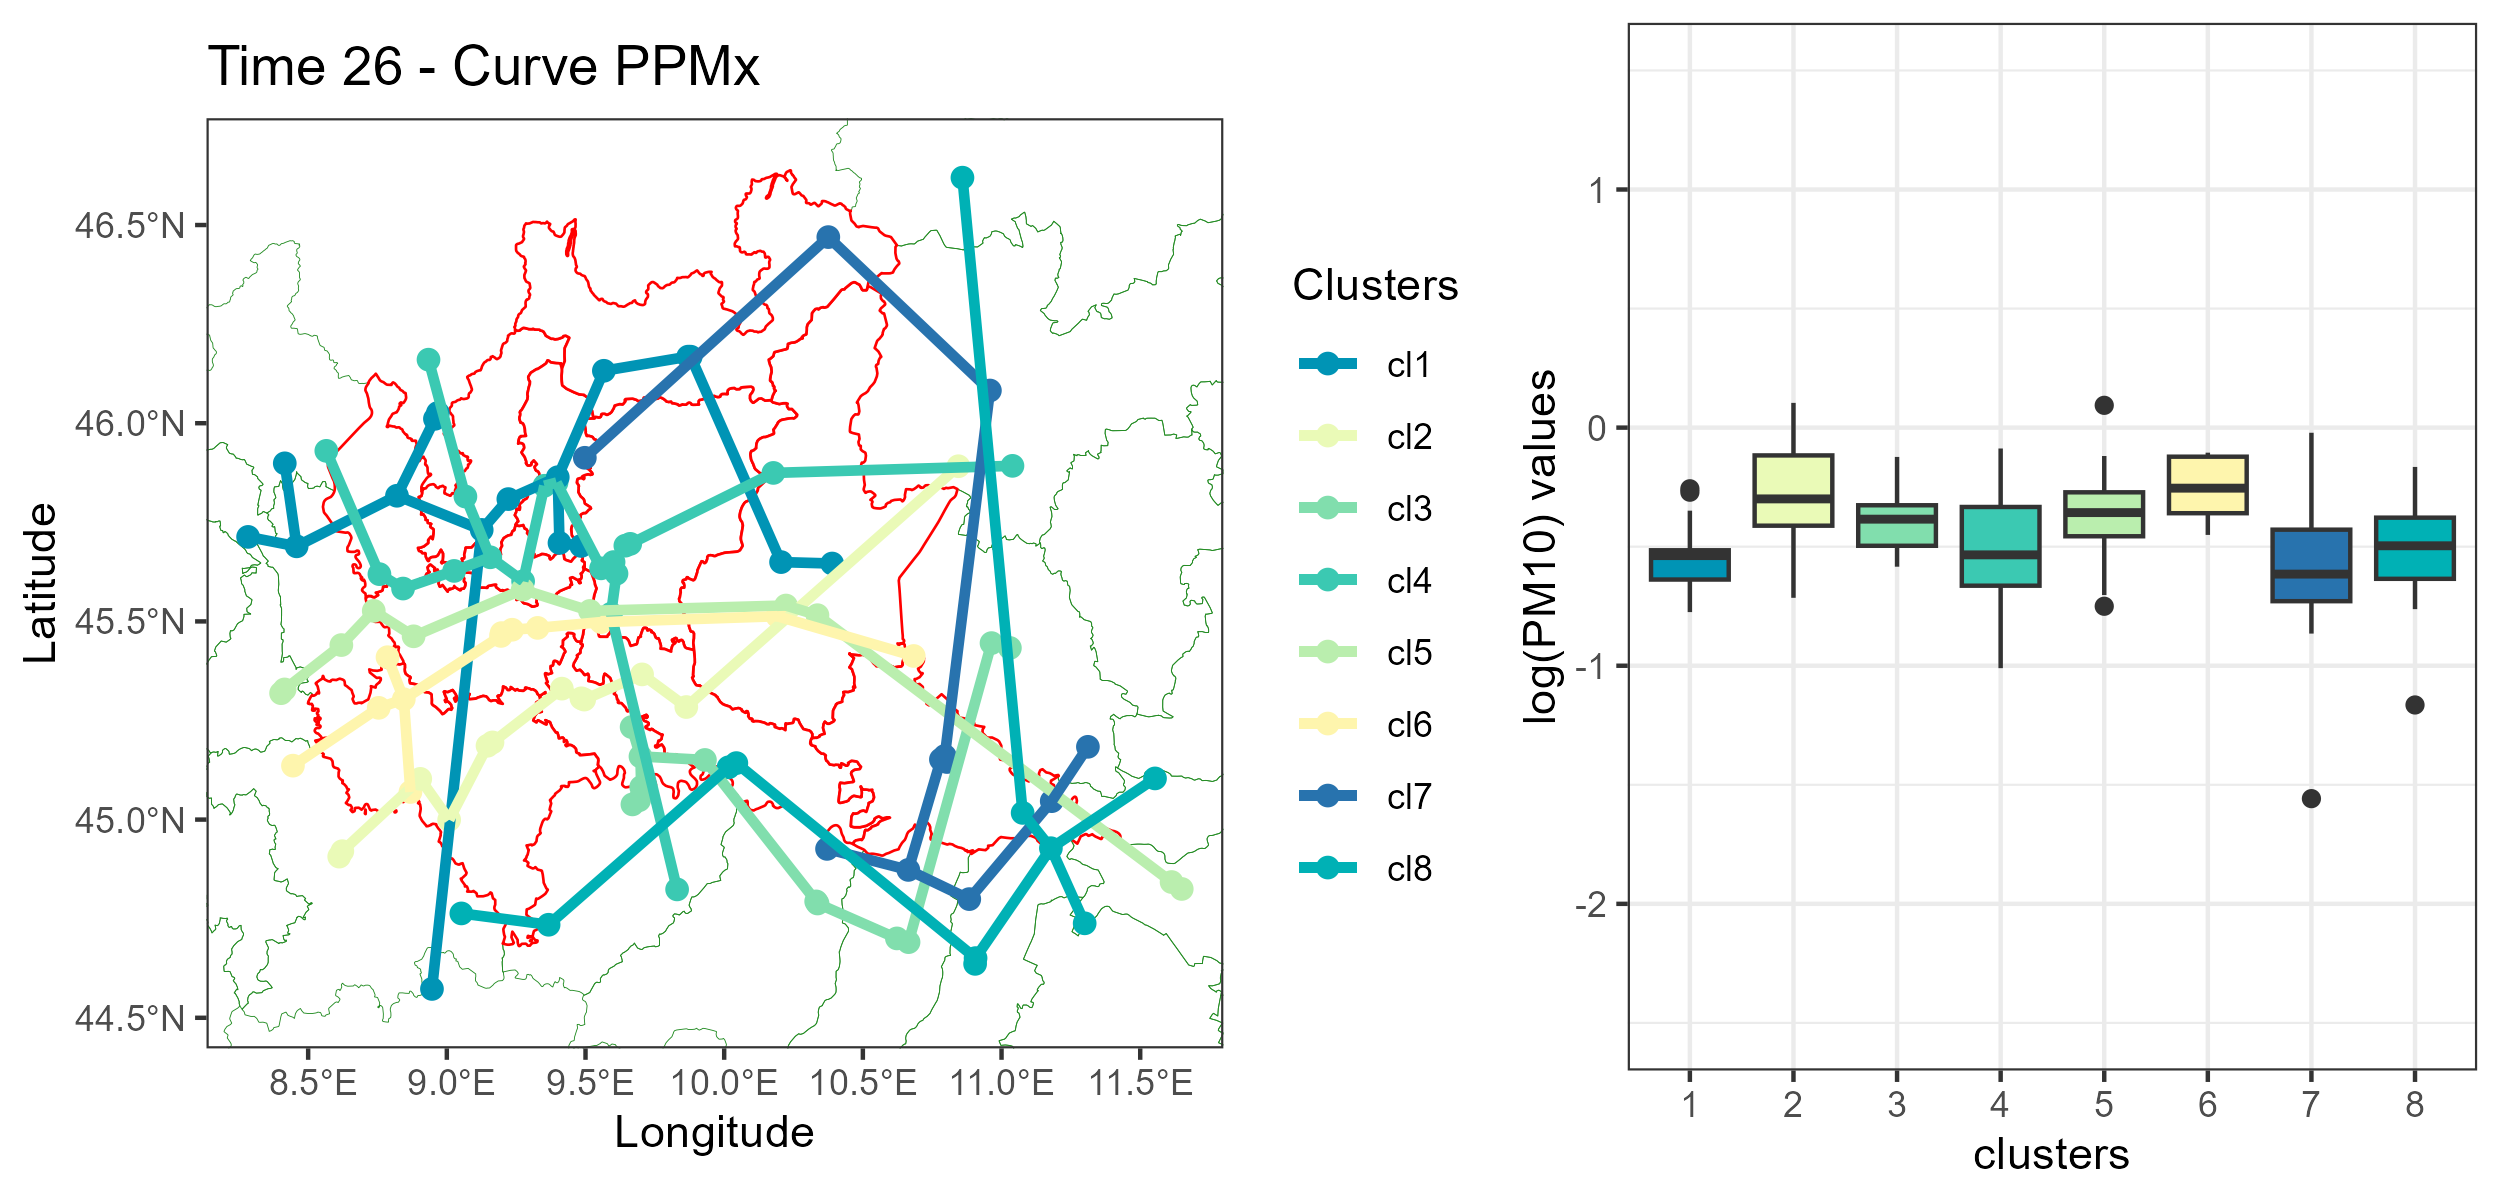 Time 26 - Curve PPMx
Latitude
46.5°N
46.0°N
45.5°N
45.0°N
44.5°N
8.5°E
9.0°E
9.5°E
10.0°E
10.5°E
11.0°E
11.5°E
Longitude
Clusters
cl1
cl2
cl3
cl4
cl5
cl6
cl7
cl8
log(PM10) values
1
0
-1
-2
1
2
3
4
5
6
7
8
clusters